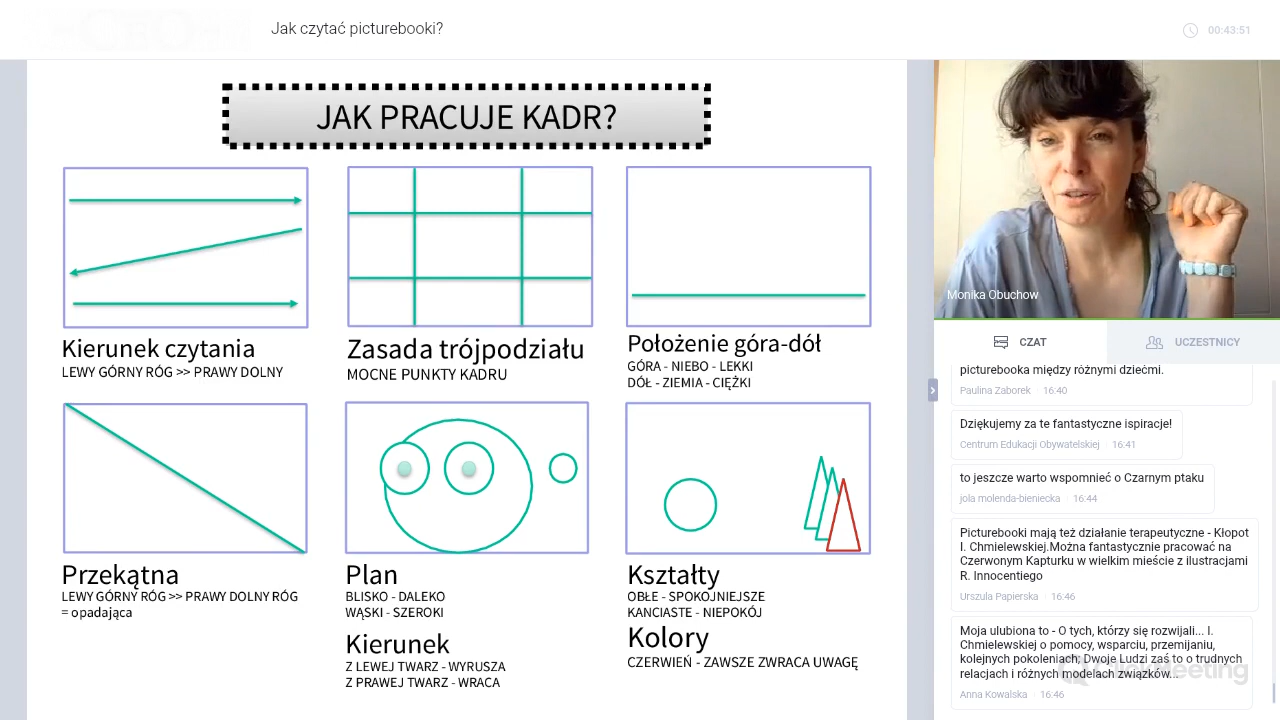 Jak czytać picturebooki?
00:43:51
JAK PRACUJE KADR?
Kierunek czytania
LEWY GÓRNY RÓG >> PRAWY DOLNY
Zasada trójpodziału
MOCNE PUNKTY KADRU
Położenie góra-dół
GÓRA - NIEBO - LEKKI
DÓŁ - ZIEMIA - CIĘŻKI
Przekątna
LEWY GÓRNY RÓG >> PRAWY DOLNY RÓG
= opadająca
Plan
BLISKO - DALEKO
WĄSKI - SZEROKI
Kierunek
Z LEWEJ TWARZ - WYRUSZA
Z PRAWEJ TWARZ - WRACA
Kształty
OBŁE - SPOKOJNIEJSZE
KANCIASTE - NIEPOKÓJ
Kolory
CZERWIEŃ - ZAWSZE ZWRACA UWAGĘ
Monika Obuchow
CZAT
UCZESTNICY
picturebooka między różnymi dziećmi.
Paulina Zaborek · 16:40
Dziękujemy za te fantastyczne ispiracje!
Centrum Edukacji Obywatelskiej · 16:41
to jeszcze warto wspomnieć o Czarnym ptaku
jola molenda-bieniecka · 16:44
Picturebooki mają też działanie terapeutyczne - Kłopot
I. Chmielewskiej.Można fantastycznie pracować na
Czerwonym Kapturku w wielkim mieście z ilustracjami
R. Innocentiego
Urszula Papierska · 16:46
Moja ulubiona to - O tych, którzy się rozwijali... I.
Chmielewskiej o pomocy, wsparciu, przemijaniu,
kolejnych pokoleniach; Dwoje Ludzi zaś to o trudnych
relacjach i różnych modelach związków...
Anna Kowalska · 16:46
ClickMeeting